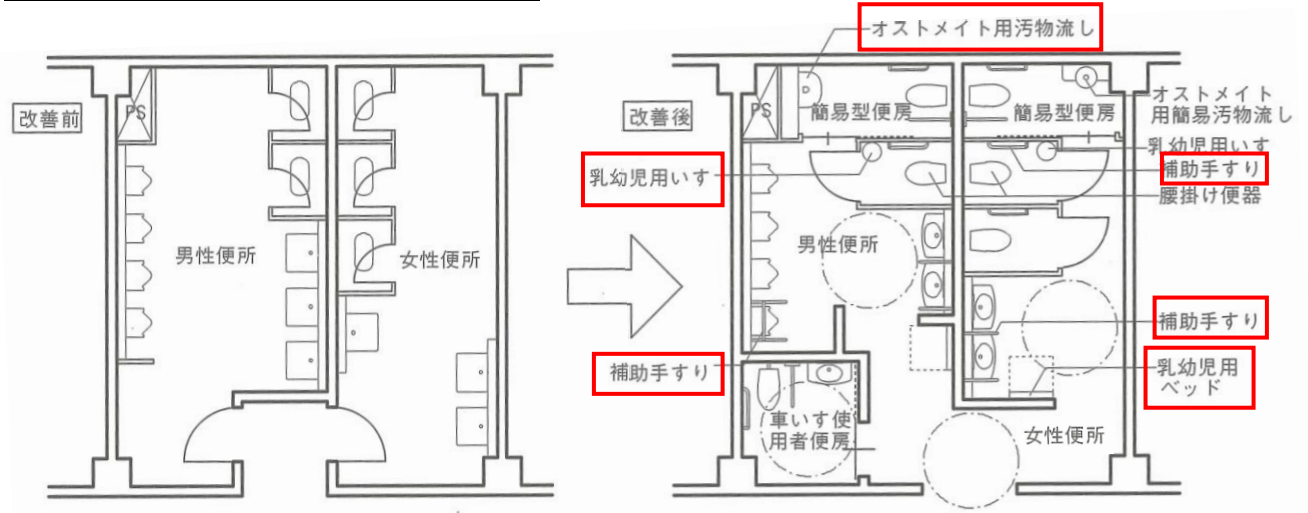 改善前
PS
男性便所
女性便所
改善後
オストメイト用汚物流し
PS
簡易型便房
簡易型便房
オストメイト
用簡易汚物流し
乳幼児用いす
乳幼児用いす
補助手すり
腰掛け便器
男性便所
補助手すり
補助手すり
乳幼児用
ベッド
車いす使
用者便房
女性便所